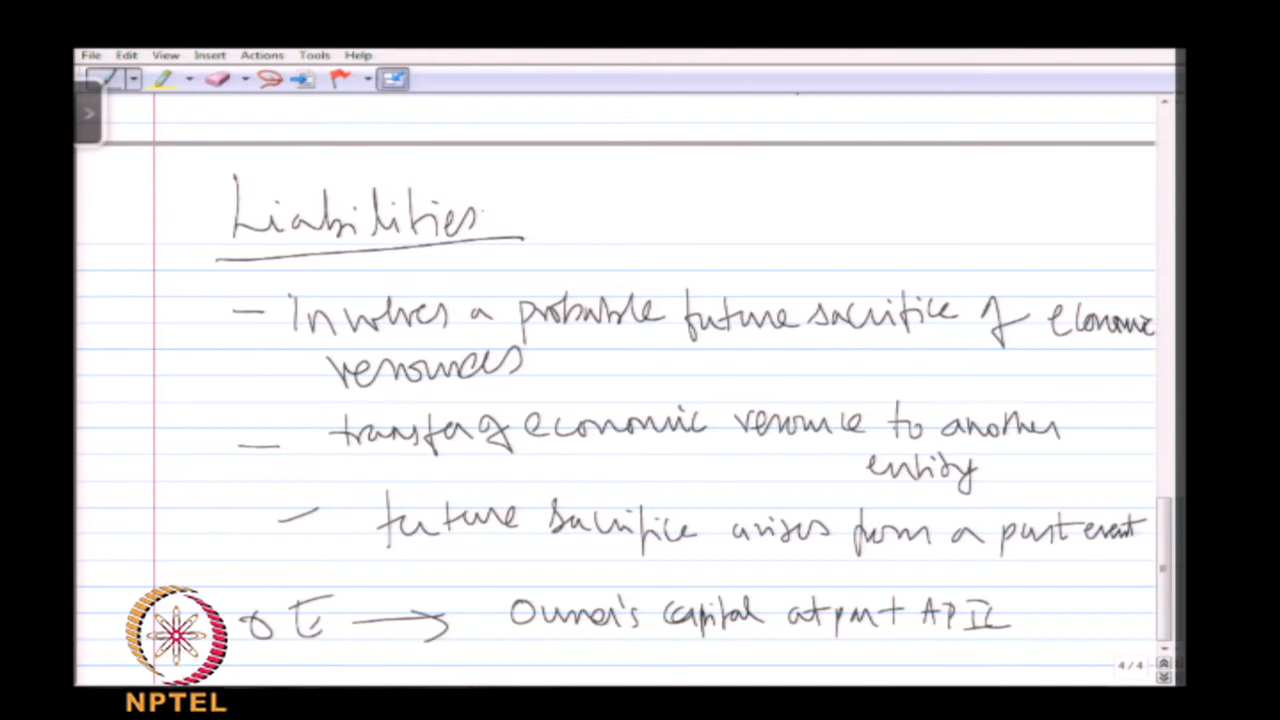 File Edit View Insert Actions Tools Help
Liabilities
- Involves a probable future sacrifice of economic
resources
- transfer of economic resource to another
entity
- future sacrifice arises from a past event
OE → Owner's capital at par + APIC
4/4
NPTEL